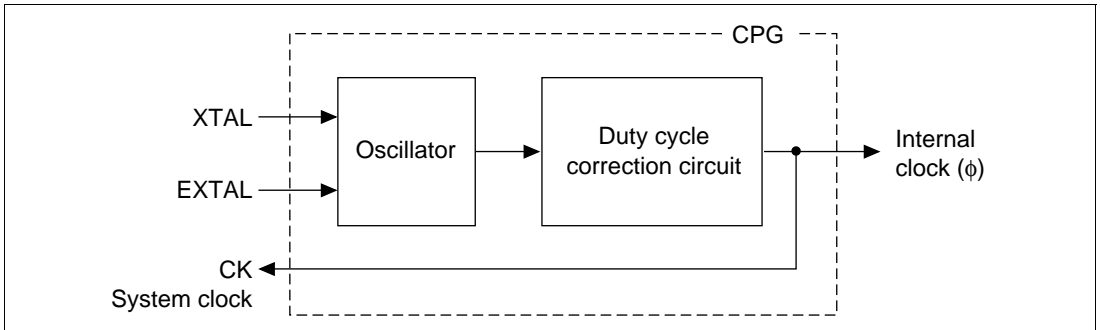 CPG
XTAL
EXTAL
Oscillator
Duty cycle
correction circuit
Internal
clock (ϕ)
CK
System clock